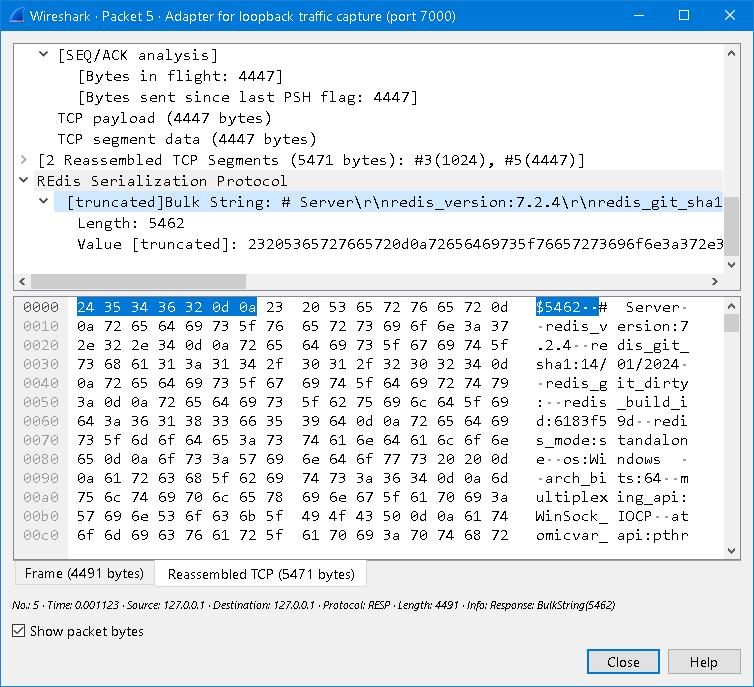 Wireshark · Packet 5 · Adapter for loopback traffic capture (port 7000)
[SEQ/ACK analysis]
[Bytes in flight: 4447]
[Bytes sent since last PSH flag: 4447]
TCP payload (4447 bytes)
TCP segment data (4447 bytes)
[2 Reassembled TCP Segments (5471 bytes): #3(1024), #5(4447)]
REdis Serialization Protocol
[truncated]Bulk String: # Server\r\nredis_version:7.2.4\r\nredis_git_sha1
Length: 5462
Value [truncated]: 23205365727665720d0a72656469735f76657273696f6e3a372e3
0000 24 35 34 36 32 0d 0a 23 20 53 65 72 76 65 72 0d $5462··# Server·
0010 0a 72 65 64 69 73 5f 76 65 72 73 69 6f 6e 3a 37 ·redis_v ersion:7
0020 2e 32 2e 34 0d 0a 72 65 64 69 73 5f 67 69 74 5f .2.4··re dis_git_
0030 73 68 61 31 3a 31 34 2f 30 31 2f 32 30 32 34 0d sha1:14/ 01/2024·
0040 0a 72 65 64 69 73 5f 67 69 74 5f 64 69 72 74 79 ·redis_g it_dirty
0050 3a 0d 0a 72 65 64 69 73 5f 62 75 69 6c 64 5f 69 :··redis _build_i
0060 64 3a 36 31 38 33 66 35 39 64 0d 0a 72 65 64 69 d:6183f5 9d··redi
0070 73 5f 6d 6f 64 65 3a 73 74 61 6e 64 61 6c 6f 6e s_mode:s tandalon
0080 65 0d 0a 6f 73 3a 57 69 6e 64 6f 77 73 20 20 0d e··os:Wi ndows  ·
0090 0a 61 72 63 68 5f 62 69 74 73 3a 36 34 0d 0a 6d ·arch_bi ts:64··m
00a0 75 6c 74 69 70 6c 65 78 69 6e 67 5f 61 70 69 3a ultiplex ing_api:
00b0 57 69 6e 53 6f 63 6b 5f 49 4f 43 50 0d 0a 61 74 WinSock_ IOCP··at
00c0 6f 6d 69 63 76 61 72 5f 61 70 69 3a 70 74 68 72 omicvar_ api:pthr
Frame (4491 bytes) Reassembled TCP (5471 bytes)
No.: 5 · Time: 0.001123 · Source: 127.0.0.1 · Destination: 127.0.0.1 · Protocol: RESP · Length: 4491 · Info: Response: BulkString(5462)
Show packet bytes
Close Help